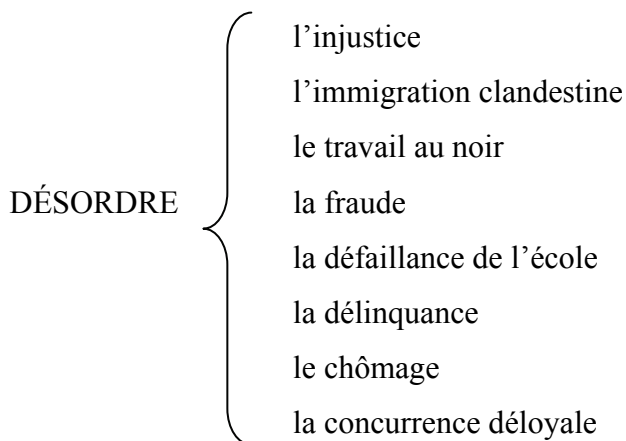 l’injustice
l’immigration clandestine
le travail au noir
DÉSORDRE
la fraude
la défaillance de l’école
la délinquance
le chômage
la concurrence déloyale